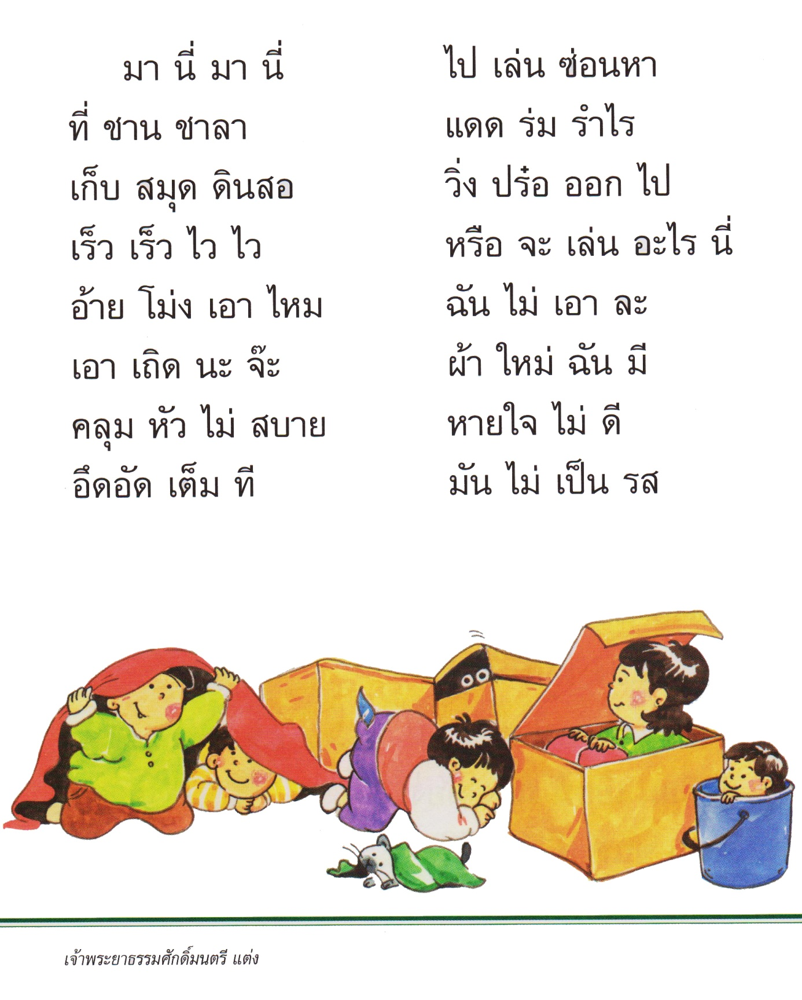 มา นี่ มา นี่ ไป เล่น ซ่อนหา
ที่ ชาน ชาลา แดด ร่ม รำไร
เก็บ สมุด ดินสอ วิ่ง ปร๋อ ออก ไป
เร็ว เร็ว ไว ไว หรือ จะ เล่น อะไร นี่
อ้าย โม่ง เอา ไหม ฉัน ไม่ เอา ละ
เอา เถิด นะ จ๊ะ ผ้า ใหม่ ฉัน มี
คลุม หัว ไม่ สบาย หายใจ ไม่ ดี
อึดอัด เต็ม ที มัน ไม่ เป็น รส
เจ้าพระยาธรรมศักดิ์มนตรี แต่ง